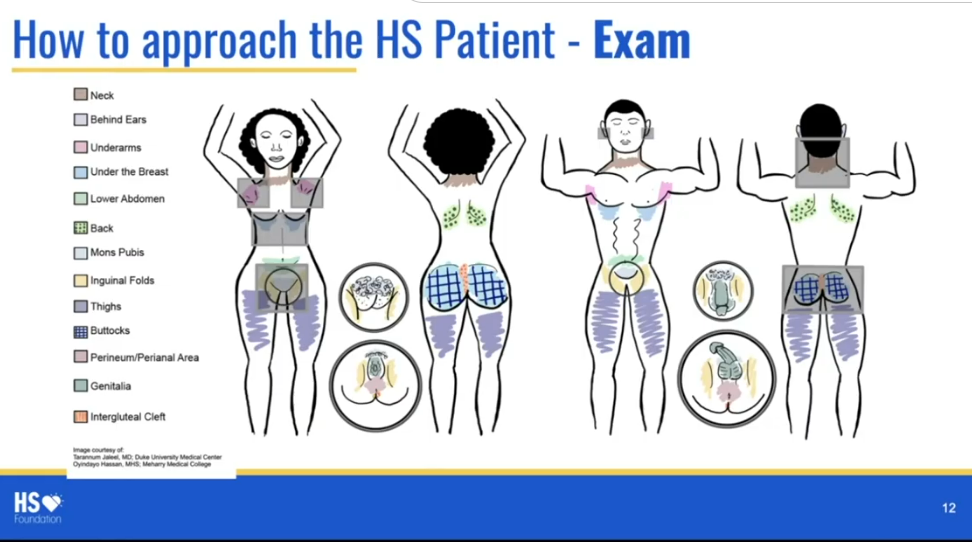 How to approach the HS Patient - Exam
Neck
Behind Ears
Underarms
Under the Breast
Lower Abdomen
Back
Mons Pubis
Inguinal Folds
Thighs
Buttocks
Perineum/Perianal Area
Genitalia
Intergluteal Cleft
Image courtesy of:
Tarannum Jaleel, MD; Duke University Medical Center
Oyindayo Hassan, MHS; Meharry Medical College
HS
Foundation
12